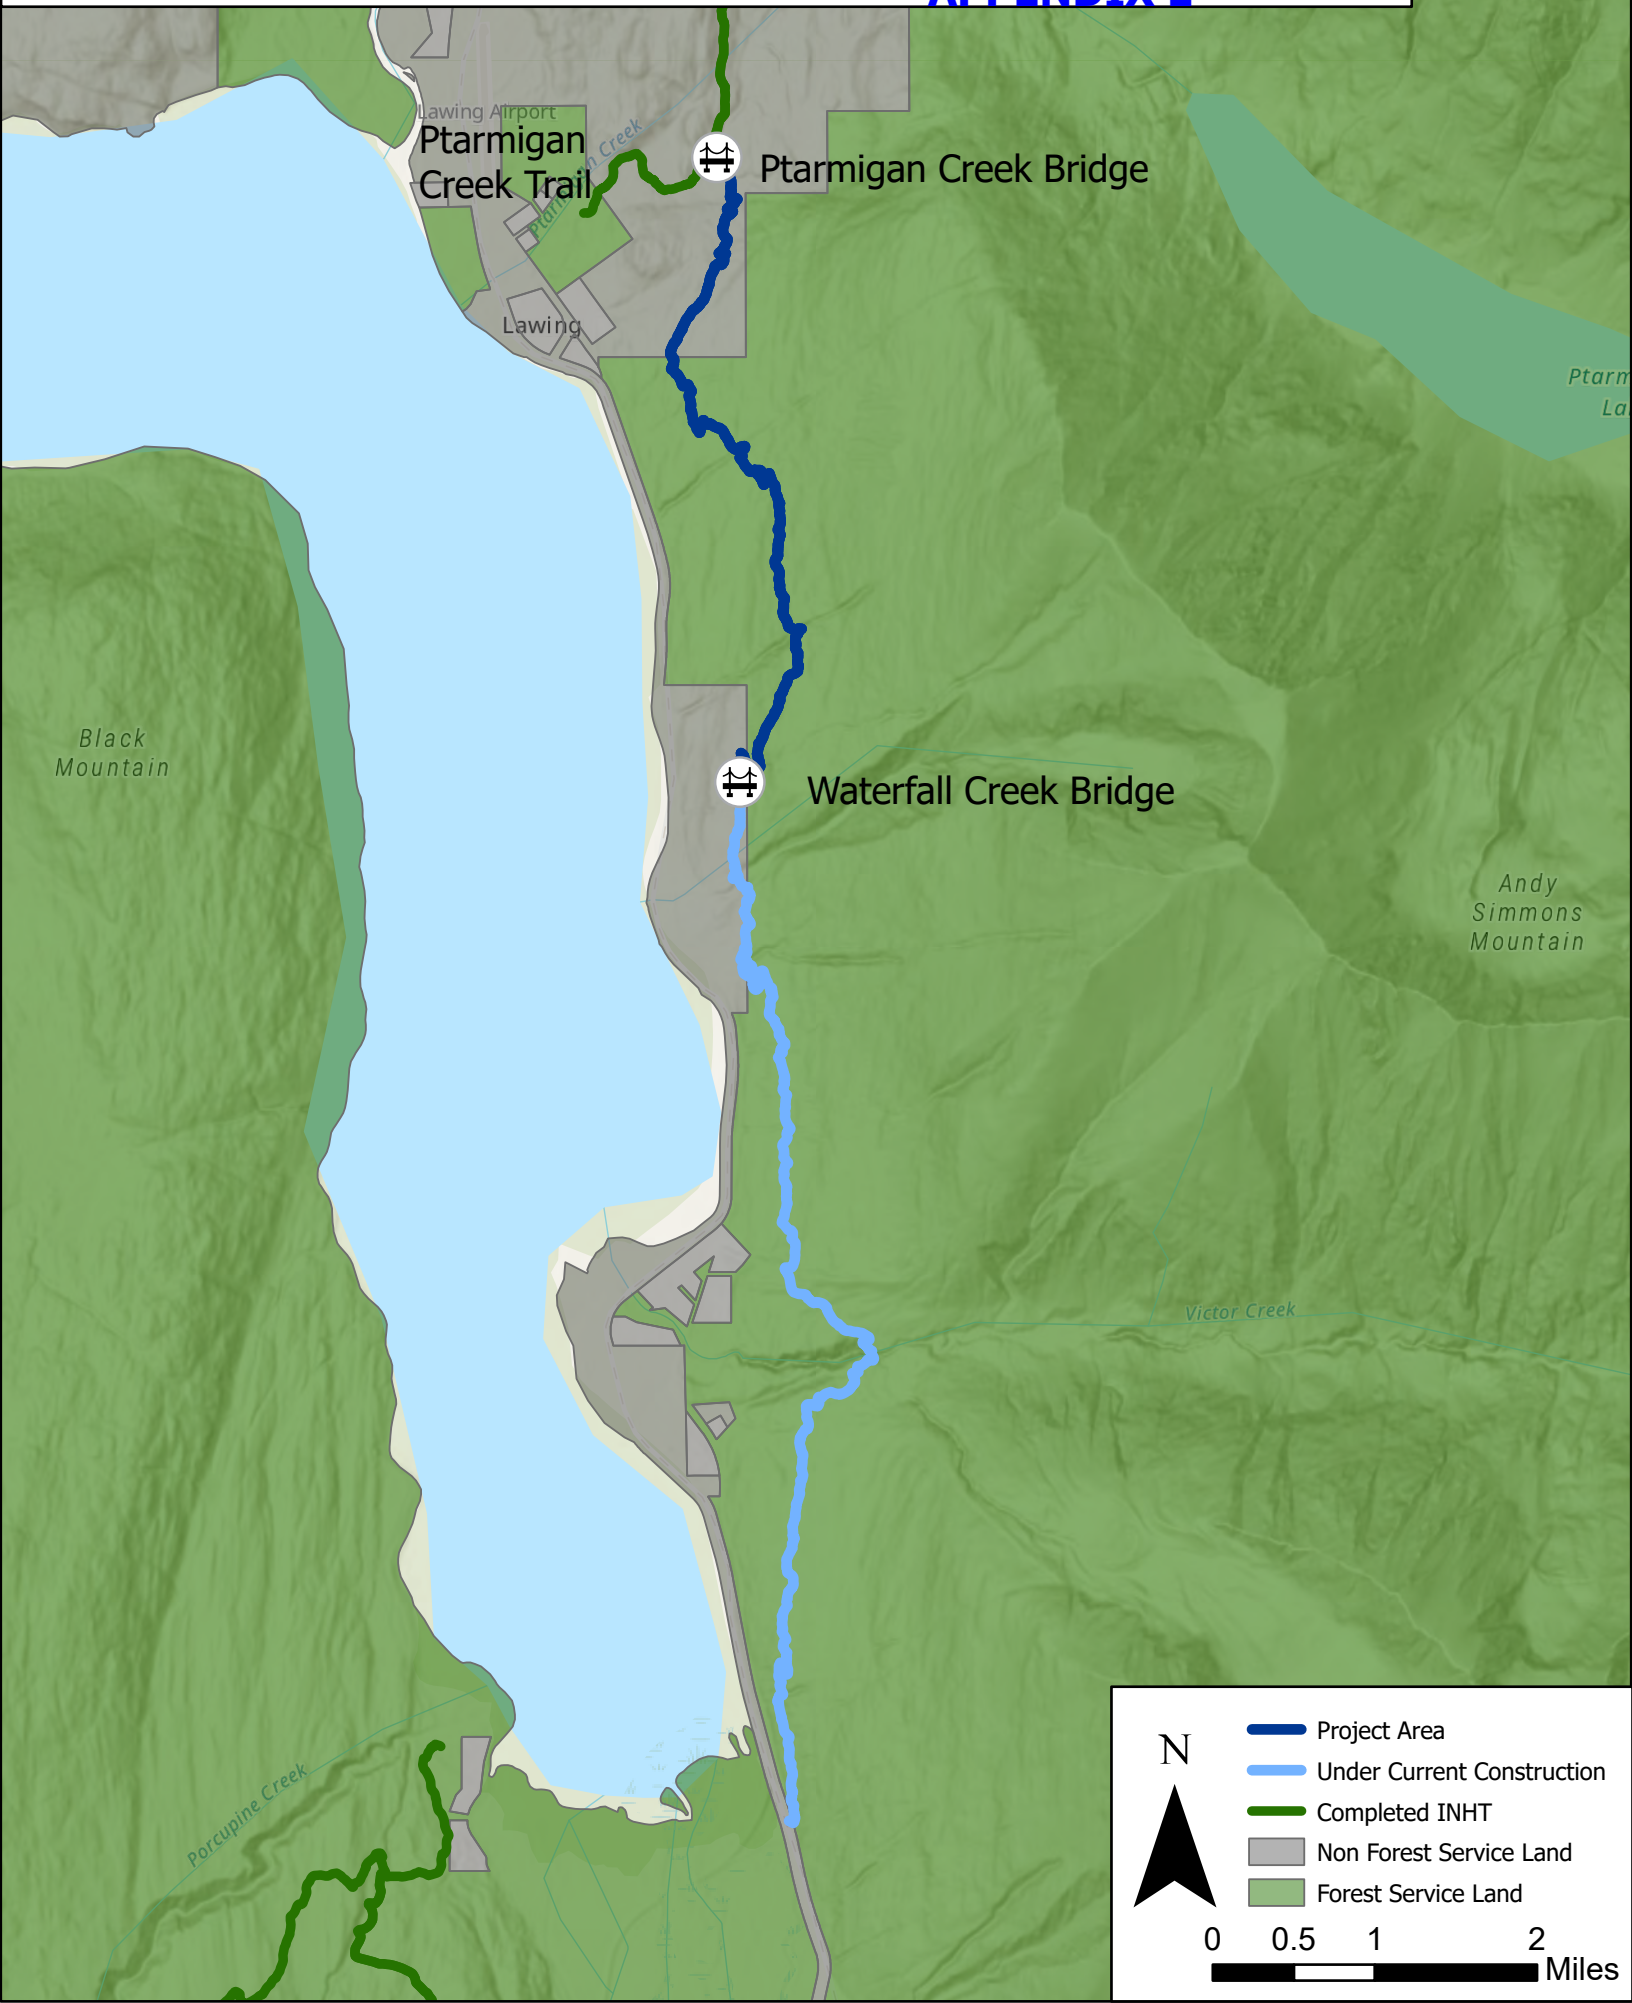 Lawing Airport
Ptarmigan
Creek Trail
Ptarmigan Creek
Ptarmigan Creek Bridge
Lawing
Black
Mountain
Waterfall Creek Bridge
Andy
Simmons
Mountain
Victor Creek
Porcupine Creek
N
Project Area
Under Current Construction
Completed INHT
Non Forest Service Land
Forest Service Land
0 0.5 1 2
Miles